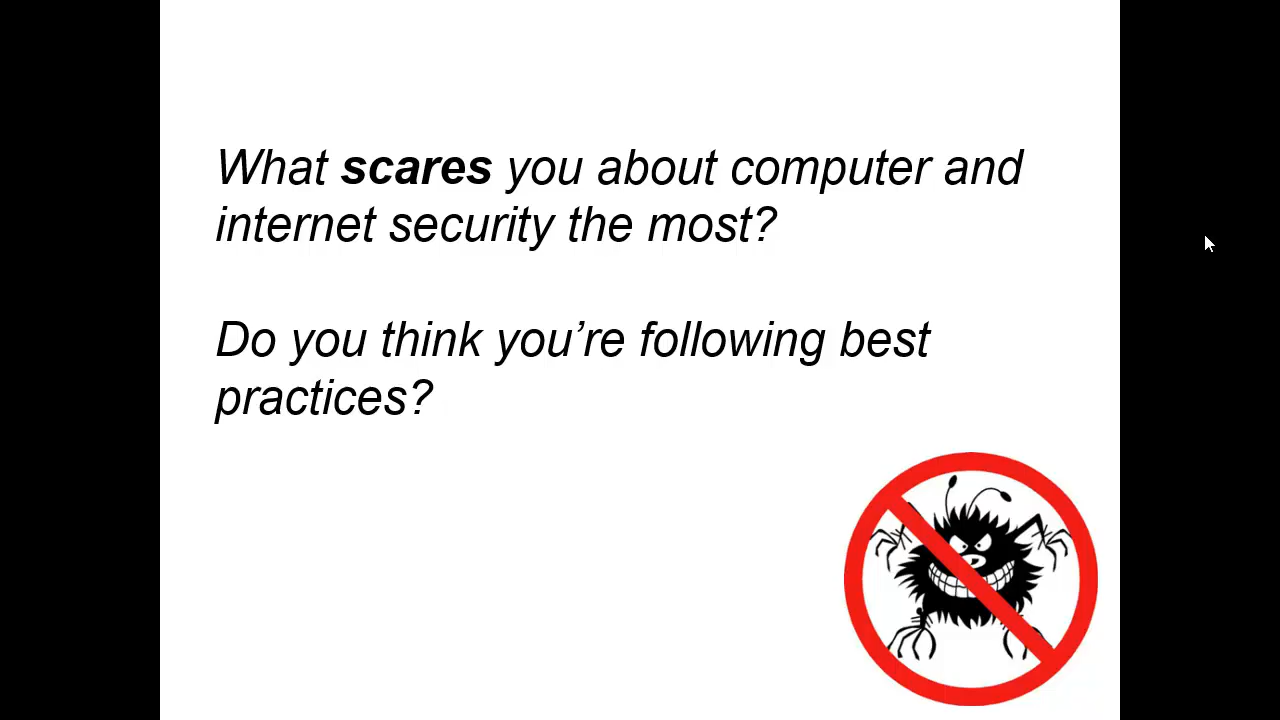 What scares you about computer and
internet security the most?
Do you think you’re following best
practices?